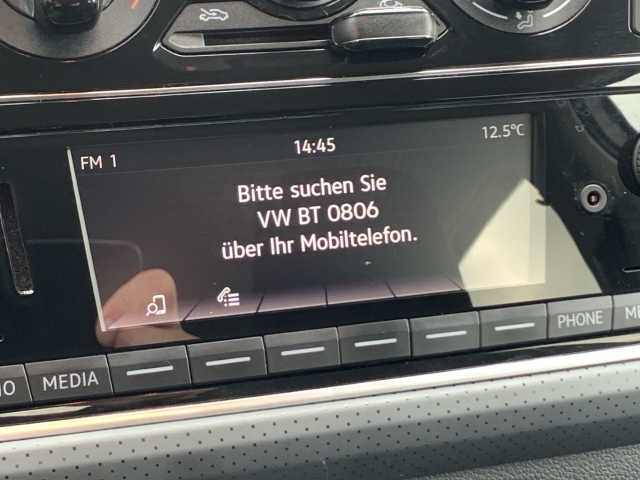 FM 1 14:45 12.5°C
Bitte suchen Sie
VW BT 0806
über Ihr Mobiltelefon.
MEDIA PHONE